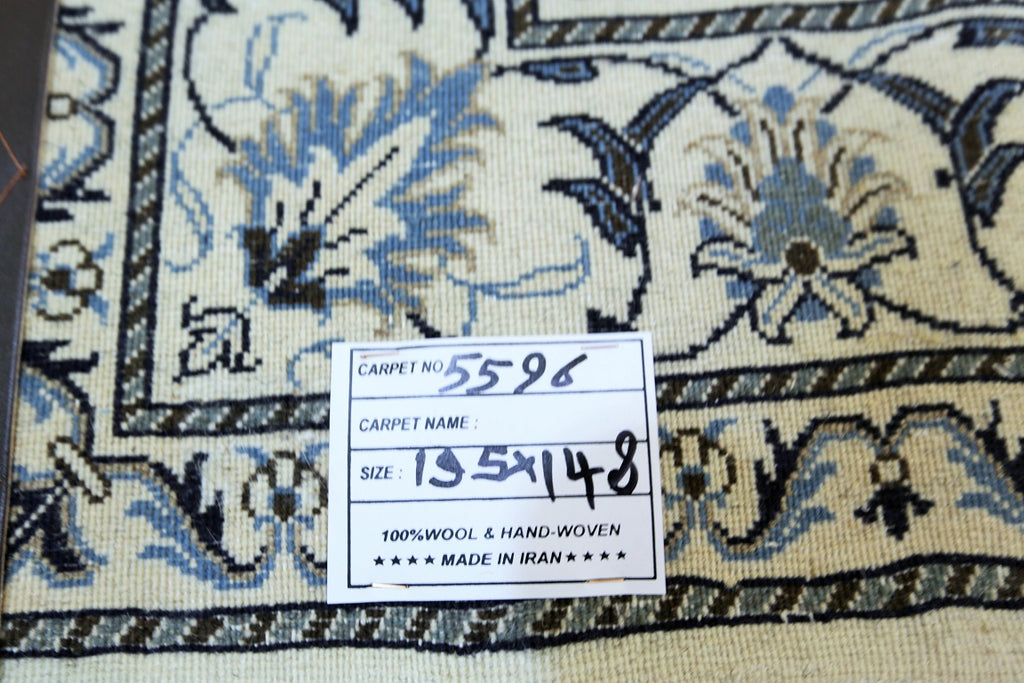 CARPET NO 5596
CARPET NAME :
SIZE : 195x148
100%WOOL & HAND-WOVEN
★★★★ MADE IN IRAN ★★★★